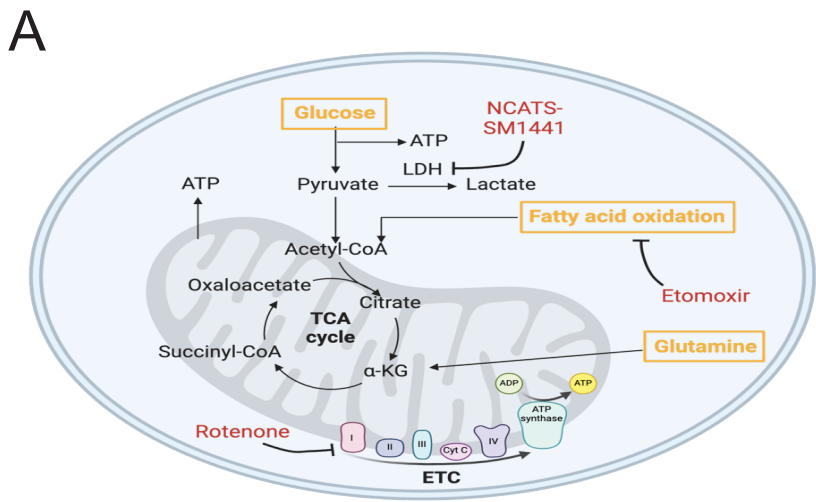 A
Glucose
NCATS-
SM1441
ATP
LDH
ATP
Pyruvate
Lactate
Fatty acid oxidation
Acetyl-CoA
Oxaloacetate
Citrate
Etomoxir
TCA
cycle
Succinyl-CoA
Glutamine
α-KG
ADP
ATP
ATP
synthase
Rotenone
I
II
III
Cyt C
IV
ETC